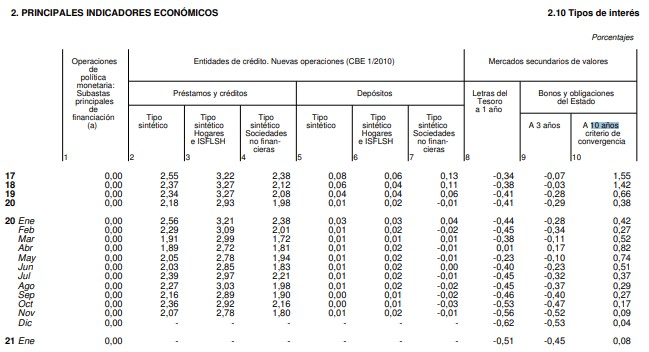 2. PRINCIPALES INDICADORES ECONÓMICOS 2.10 Tipos de interés
Porcentajes
Operaciones de política monetaria: Subastas principales de financiación (a)
Entidades de crédito. Nuevas operaciones (CBE 1/2010)
Mercados secundarios de valores
Préstamos y créditos
Depósitos
Letras del Tesoro a 1 año
Bonos y obligaciones del Estado
Tipo sintético
Tipo sintético Hogares e ISFLSH
Tipo sintético Sociedades no finan- cieras
Tipo sintético
Tipo sintético Hogares e ISFLSH
Tipo sintético Sociedades no finan- cieras
A 3 años
A 10 años criterio de convergencia
1 2 3 4 5 6 7 8 9 10
17 0,00 2,55 3,22 2,38 0,08 0,06 0,13 -0,34 -0,07 1,55
18 0,00 2,37 3,27 2,12 0,06 0,04 0,11 -0,38 -0,03 1,42
19 0,00 2,34 3,27 2,08 0,04 0,04 0,06 -0,41 -0,28 0,66
20 0,00 2,18 2,93 1,98 0,01 0,02 -0,01 -0,41 -0,29 0,38
20 Ene 0,00 2,56 3,21 2,38 0,03 0,03 0,04 -0,44 -0,28 0,42
Feb 0,00 2,29 3,09 2,01 0,01 0,02 -0,02 -0,45 -0,34 0,27
Mar 0,00 1,91 2,99 1,72 0,01 0,01 0,01 -0,38 -0,11 0,52
Abr 0,00 1,89 2,72 1,81 0,01 0,01 0,01 0,01 0,17 0,82
May 0,00 2,05 2,78 1,94 0,01 0,02 -0,01 -0,23 -0,10 0,74
Jun 0,00 2,03 2,85 1,83 0,01 0,02 0,00 -0,40 -0,23 0,51
Jul 0,00 2,39 2,97 2,21 0,01 0,02 -0,01 -0,45 -0,32 0,37
Ago 0,00 2,27 3,03 1,98 0,01 0,02 -0,01 -0,45 -0,37 0,29
Sep 0,00 2,16 2,89 1,90 0,00 0,01 -0,02 -0,46 -0,40 0,27
Oct 0,00 2,36 2,92 2,16 0,00 0,01 -0,03 -0,53 -0,47 0,17
Nov 0,00 2,07 2,78 1,80 0,01 0,02 -0,01 -0,56 -0,52 0,09
Dic 0,00 - - - - - - -0,62 -0,53 0,04
21 Ene 0,00 - - - - - - -0,51 -0,45 0,08